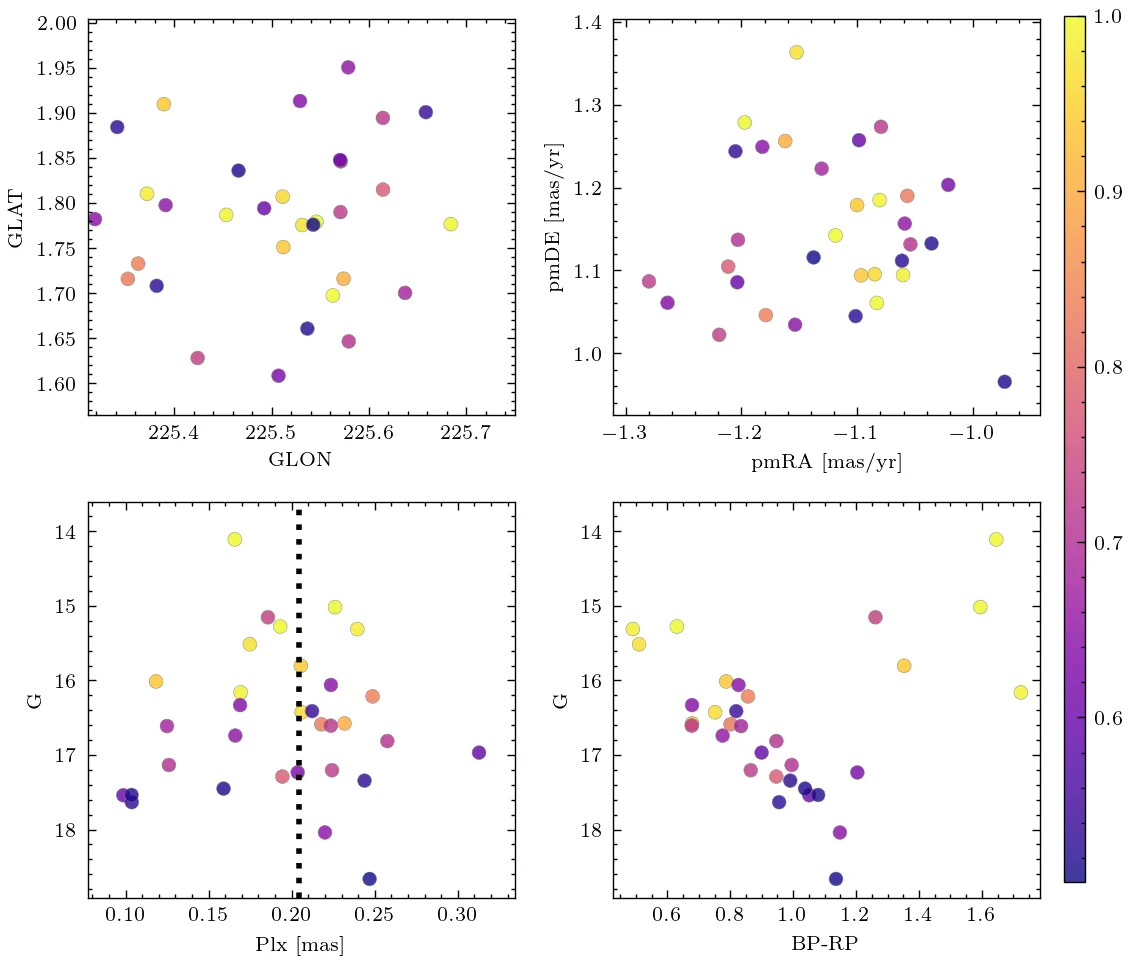 2.00
1.95
1.90
1.85
1.80
1.75
1.70
1.65
1.60
GLAT
225.4 225.5 225.6 225.7
GLON
1.4
1.3
1.2
1.1
1.0
pmDE [mas/yr]
−1.3 −1.2 −1.1 −1.0
pmRA [mas/yr]
14
15
16
17
18
G
0.10 0.15 0.20 0.25 0.30
Plx [mas]
14
15
16
17
18
G
0.6 0.8 1.0 1.2 1.4 1.6
BP-RP
1.0
0.9
0.8
0.7
0.6